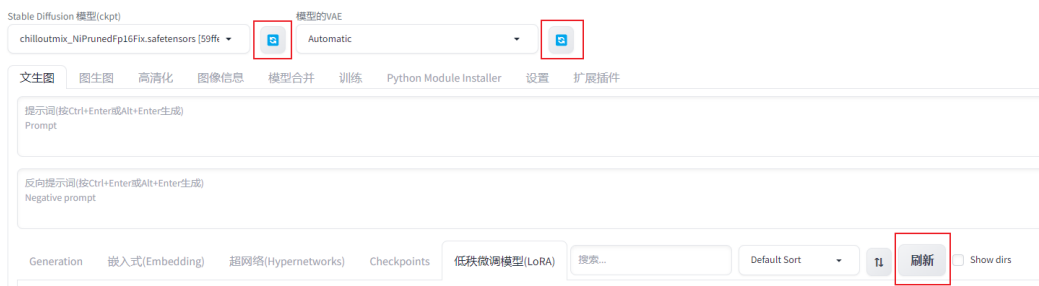 Stable Diffusion 模型(ckpt) 模型的VAE
chilloutmix_NiPrunedFp16Fix.safetensors [59ffe Automatic
文生图 图生图 高清化 图像信息 模型合并 训练 Python Module Installer 设置 扩展插件
提示词(按Ctrl+Enter或Alt+Enter生成)
Prompt
反向提示词(按Ctrl+Enter或Alt+Enter生成)
Negative prompt
Generation 嵌入式(Embedding) 超网络(Hypernetworks) Checkpoints 低秩微调模型(LoRA) 搜索... Default Sort 刷新 Show dirs